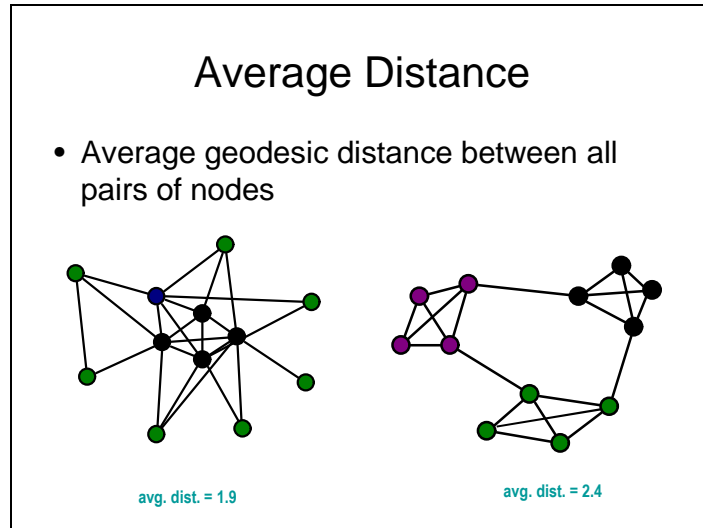 Average Distance
• Average geodesic distance between all
pairs of nodes
avg. dist. = 1.9
avg. dist. = 2.4